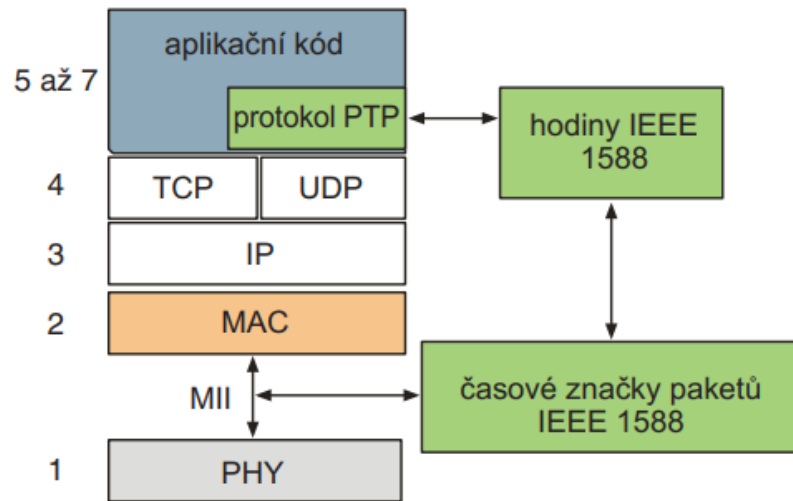 aplikační kód
5 až 7
protokol PTP
hodiny IEEE
1588
4
TCP
UDP
3
IP
2
MAC
MII
časové značky paketů
IEEE 1588
1
PHY